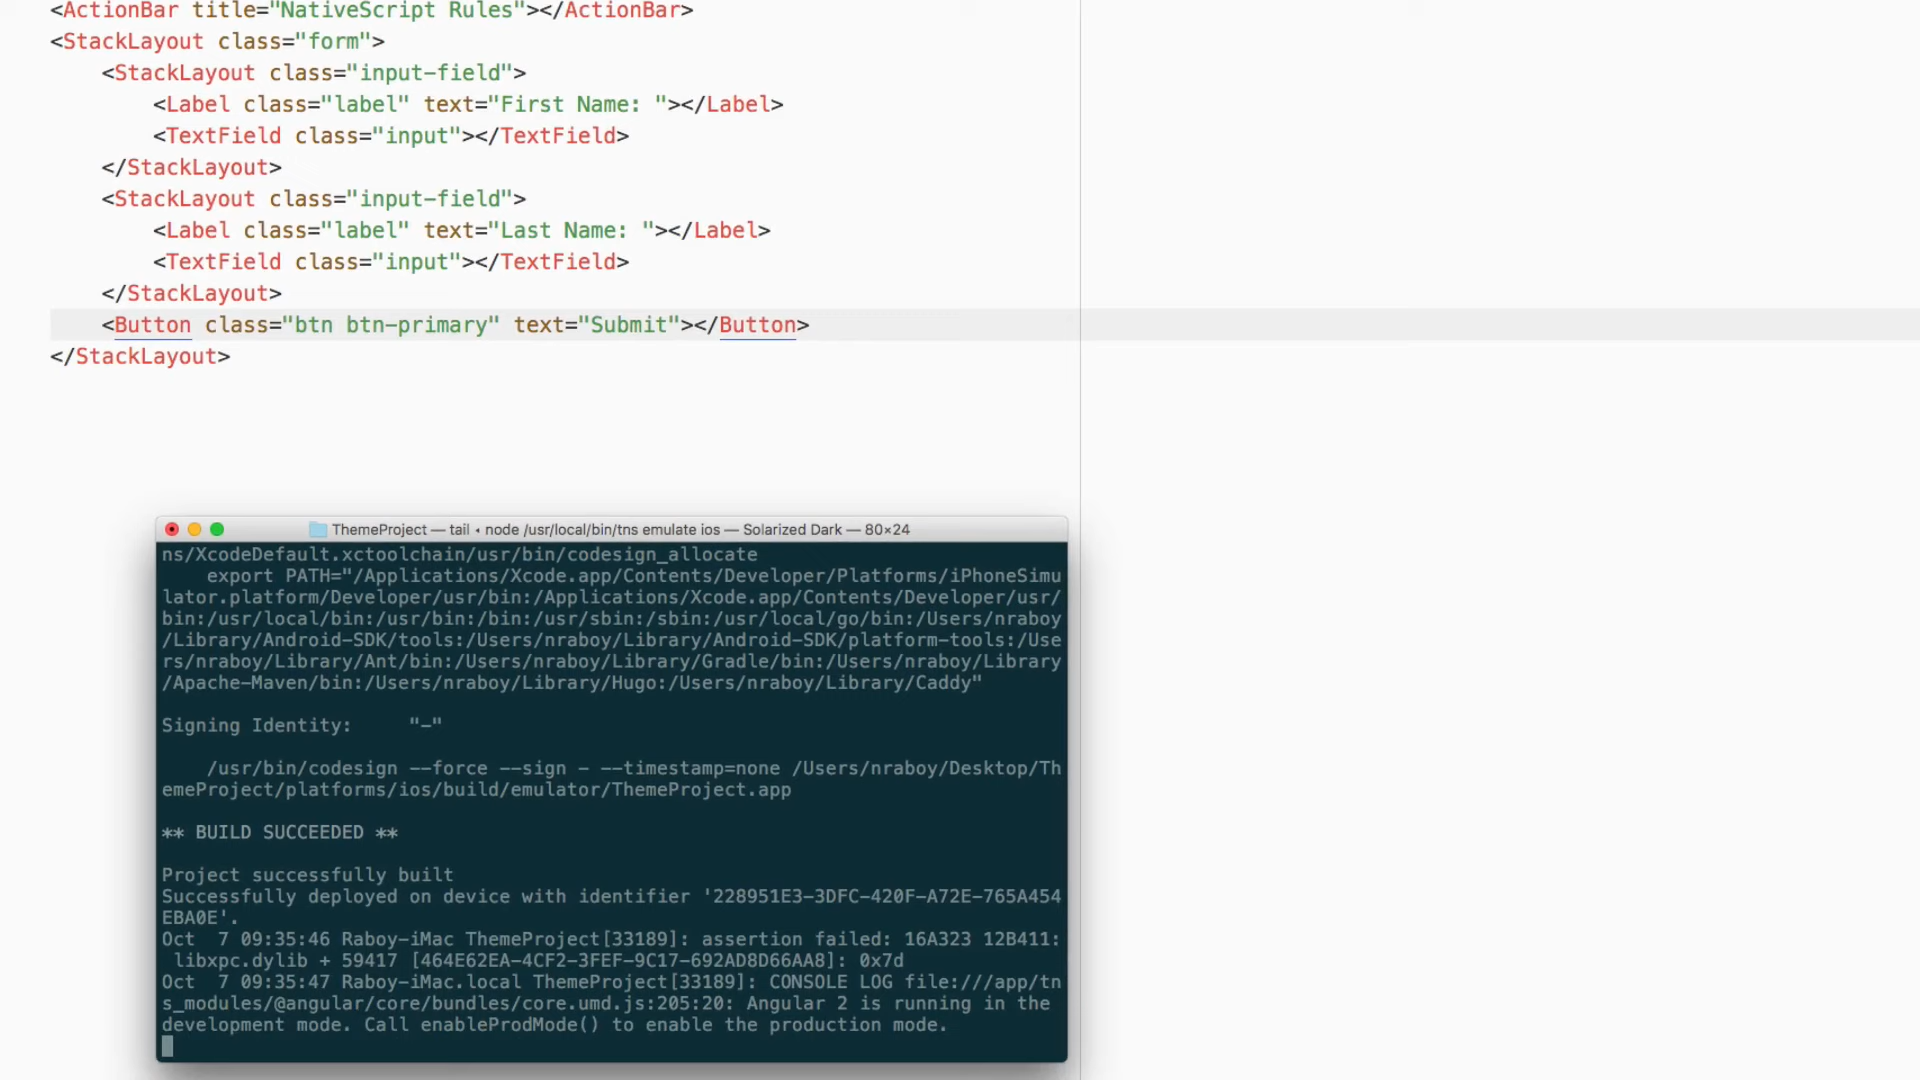 <ActionBar title="NativeScript Rules"></ActionBar>
<StackLayout class="form">
    <StackLayout class="input-field">
        <Label class="label" text="First Name: "></Label>
        <TextField class="input"></TextField>
    </StackLayout>
    <StackLayout class="input-field">
        <Label class="label" text="Last Name: "></Label>
        <TextField class="input"></TextField>
    </StackLayout>
    <Button class="btn btn-primary" text="Submit"></Button>
</StackLayout>
ThemeProject — tail ◂ node /usr/local/bin/tns emulate ios — Solarized Dark — 80×24
ns/XcodeDefault.xctoolchain/usr/bin/codesign_allocate
    export PATH="/Applications/Xcode.app/Contents/Developer/Platforms/iPhoneSimu
lator.platform/Developer/usr/bin:/Applications/Xcode.app/Contents/Developer/usr/
bin:/usr/local/bin:/usr/bin:/bin:/usr/sbin:/sbin:/usr/local/go/bin:/Users/nraboy
/Library/Android-SDK/tools:/Users/nraboy/Library/Android-SDK/platform-tools:/Use
rs/nraboy/Library/Ant/bin:/Users/nraboy/Library/Gradle/bin:/Users/nraboy/Library
/Apache-Maven/bin:/Users/nraboy/Library/Hugo:/Users/nraboy/Library/Caddy"
Signing Identity:     "-"
    /usr/bin/codesign --force --sign - --timestamp=none /Users/nraboy/Desktop/Th
emeProject/platforms/ios/build/emulator/ThemeProject.app
** BUILD SUCCEEDED **
Project successfully built
Successfully deployed on device with identifier '228951E3-3DFC-420F-A72E-765A454
EBA0E'.
Oct  7 09:35:46 Raboy-iMac ThemeProject[33189]: assertion failed: 16A323 12B411:
 libxpc.dylib + 59417 [464E62EA-4CF2-3FEF-9C17-692AD8D66AA8]: 0x7d
Oct  7 09:35:47 Raboy-iMac.local ThemeProject[33189]: CONSOLE LOG file:///app/tn
s_modules/@angular/core/bundles/core.umd.js:205:20: Angular 2 is running in the
development mode. Call enableProdMode() to enable the production mode.